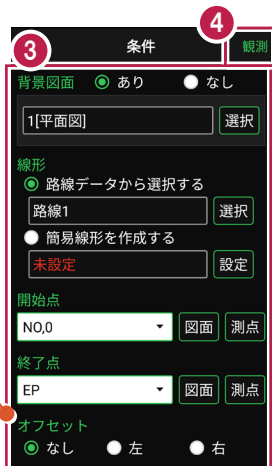 4
3
条件
観測
背景図面 あり なし
1[平面図] 選択
線形
路線データから選択する
路線1 選択
簡易線形を作成する
未設定 設定
開始点
NO,0 図面 測点
終了点
EP 図面 測点
オフセット
なし 左 右